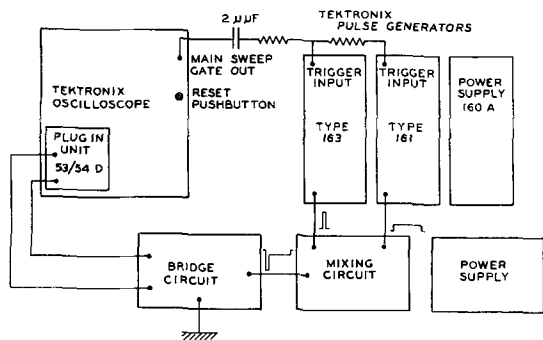 2 μμF
TEKTRONIX
PULSE GENERATORS
MAIN SWEEP
GATE OUT
TEKTRONIX
OSCILLOSCOPE
RESET
PUSHBUTTON
PLUG IN
UNIT
53/54 D
TRIGGER
INPUT
TYPE
163
TRIGGER
INPUT
TYPE
161
POWER
SUPPLY
160 A
BRIDGE
CIRCUIT
MIXING
CIRCUIT
POWER
SUPPLY